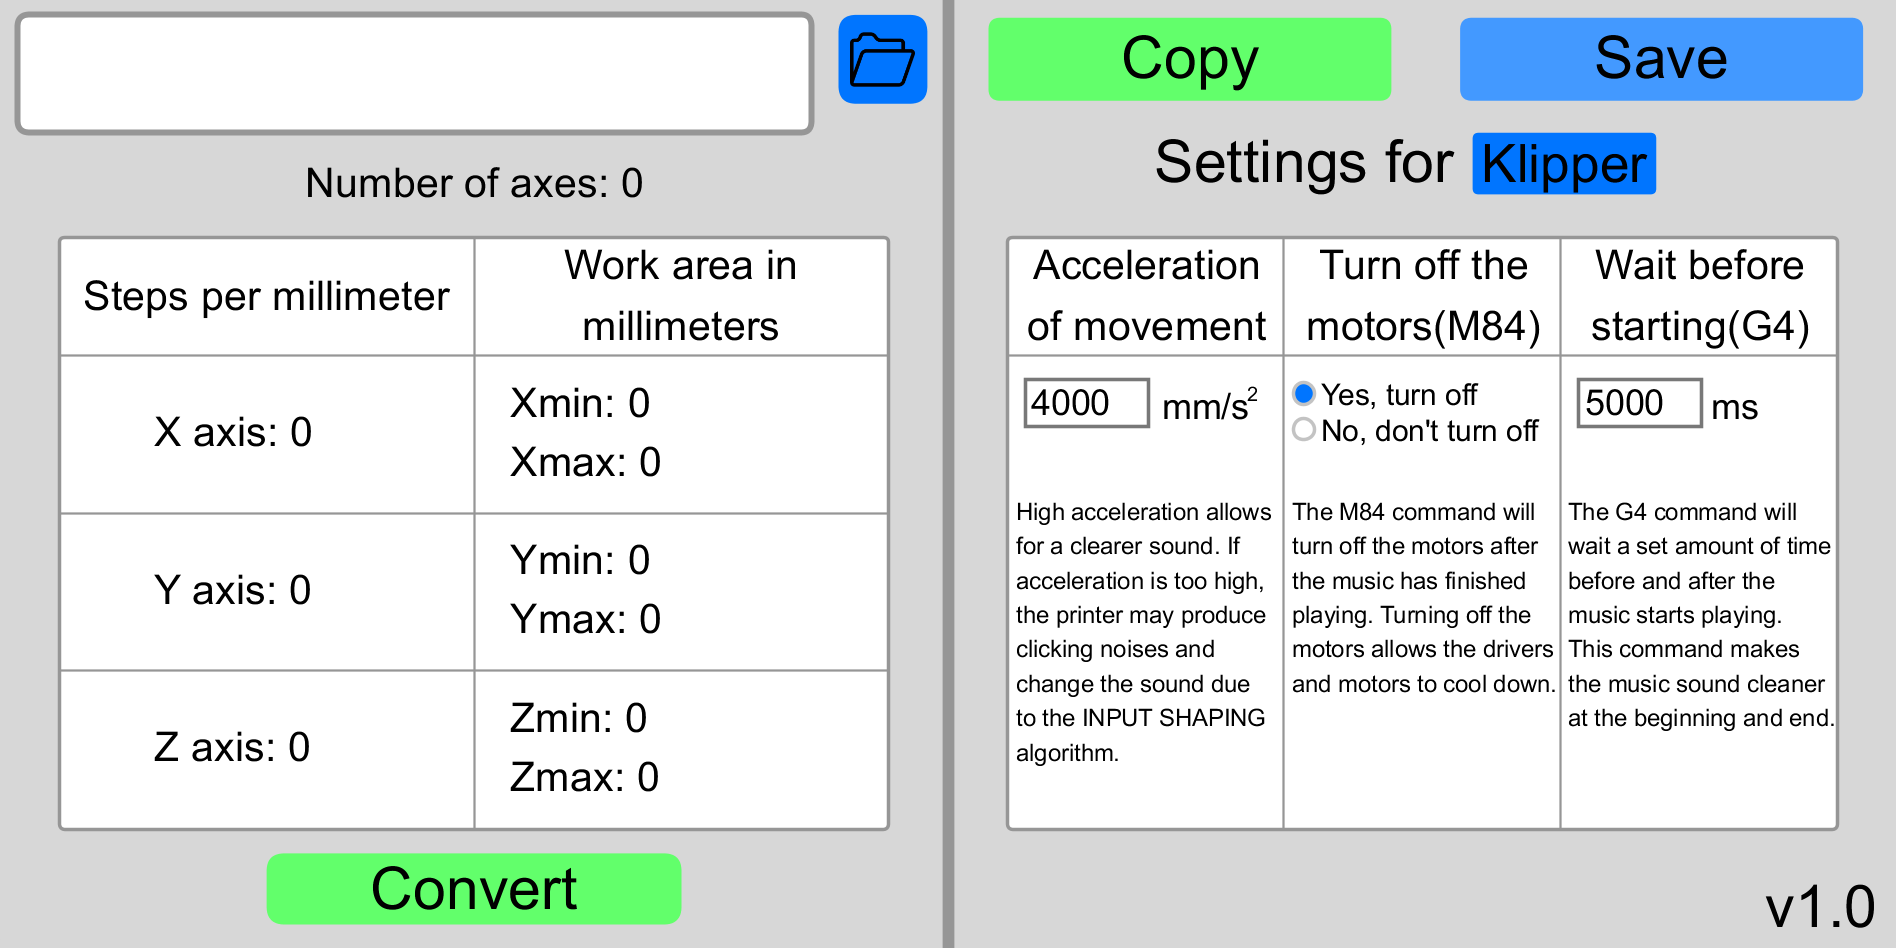 Number of axes: 0
Steps per millimeter
Work area in
millimeters
X axis: 0
Xmin: 0
Xmax: 0
Y axis: 0
Ymin: 0
Ymax: 0
Z axis: 0
Zmin: 0
Zmax: 0
Convert
Copy
Save
Settings for Klipper
Acceleration
of movement
Turn off the
motors(M84)
Wait before
starting(G4)
4000 mm/s²
Yes, turn off
No, don't turn off
5000 ms
High acceleration allows
for a clearer sound. If
acceleration is too high,
the printer may produce
clicking noises and
change the sound due
to the INPUT SHAPING
algorithm.
The M84 command will
turn off the motors after
the music has finished
playing. Turning off the
motors allows the drivers
and motors to cool down.
The G4 command will
wait a set amount of time
before and after the
music starts playing.
This command makes
the music sound cleaner
at the beginning and end.
v1.0